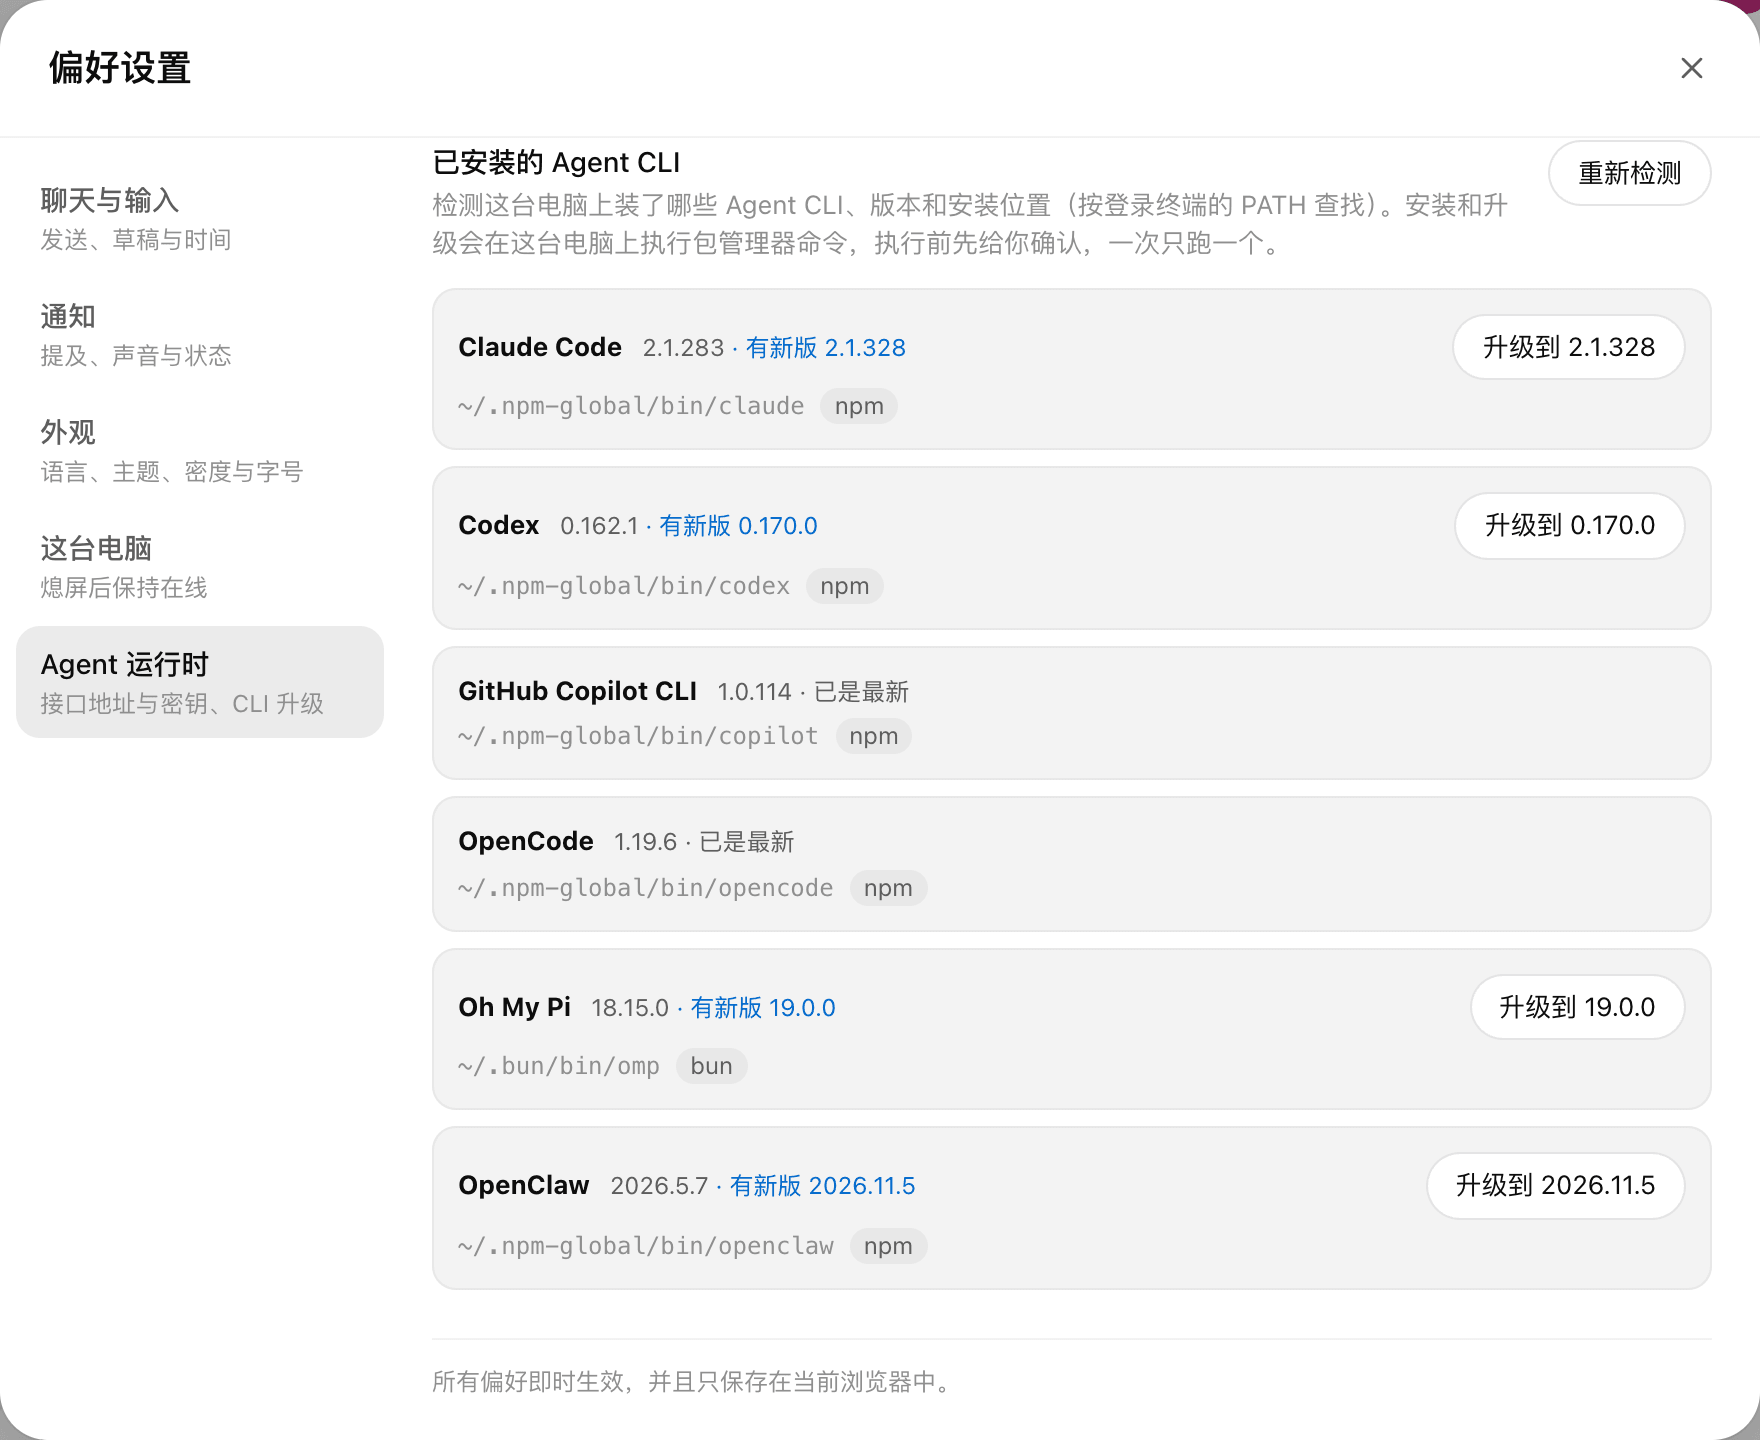 偏好设置
聊天与输入
发送、草稿与时间
通知
提及、声音与状态
外观
语言、主题、密度与字号
这台电脑
熄屏后保持在线
Agent 运行时
接口地址与密钥、CLI 升级
已安装的 Agent CLI
重新检测
检测这台电脑上装了哪些 Agent CLI、版本和安装位置（按登录终端的 PATH 查找）。安装和升
级会在这台电脑上执行包管理器命令，执行前先给你确认，一次只跑一个。
Claude Code 2.1.283 · 有新版 2.1.328
升级到 2.1.328
~/.npm-global/bin/claude npm
Codex 0.162.1 · 有新版 0.170.0
升级到 0.170.0
~/.npm-global/bin/codex npm
GitHub Copilot CLI 1.0.114 · 已是最新
~/.npm-global/bin/copilot npm
OpenCode 1.19.6 · 已是最新
~/.npm-global/bin/opencode npm
Oh My Pi 18.15.0 · 有新版 19.0.0
升级到 19.0.0
~/.bun/bin/omp bun
OpenClaw 2026.5.7 · 有新版 2026.11.5
升级到 2026.11.5
~/.npm-global/bin/openclaw npm
所有偏好即时生效，并且只保存在当前浏览器中。